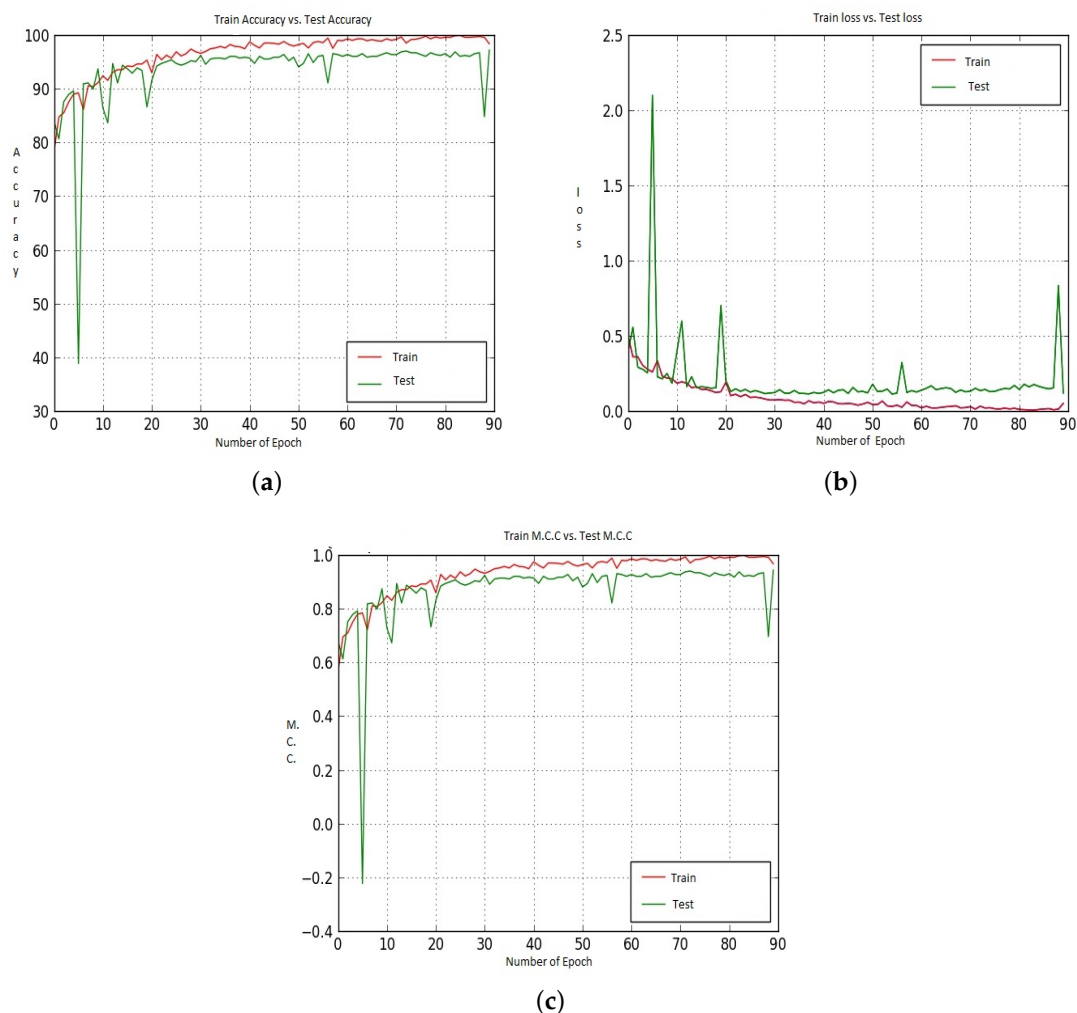 Train Accuracy vs. Test Accuracy
100
90
80
70
60
50
40
30
Accuracy
Train
Test
0 10 20 30 40 50 60 70 80 90
Number of Epoch
(a)
Train loss vs. Test loss
2.5
2.0
1.5
1.0
0.5
0.0
loss
Train
Test
0 10 20 30 40 50 60 70 80 90
Number of Epoch
(b)
Train M.C.C vs. Test M.C.C
1.0
0.8
0.6
0.4
0.2
0.0
−0.2
−0.4
M.
C.
C.
Train
Test
0 10 20 30 40 50 60 70 80 90
Number of Epoch
(c)